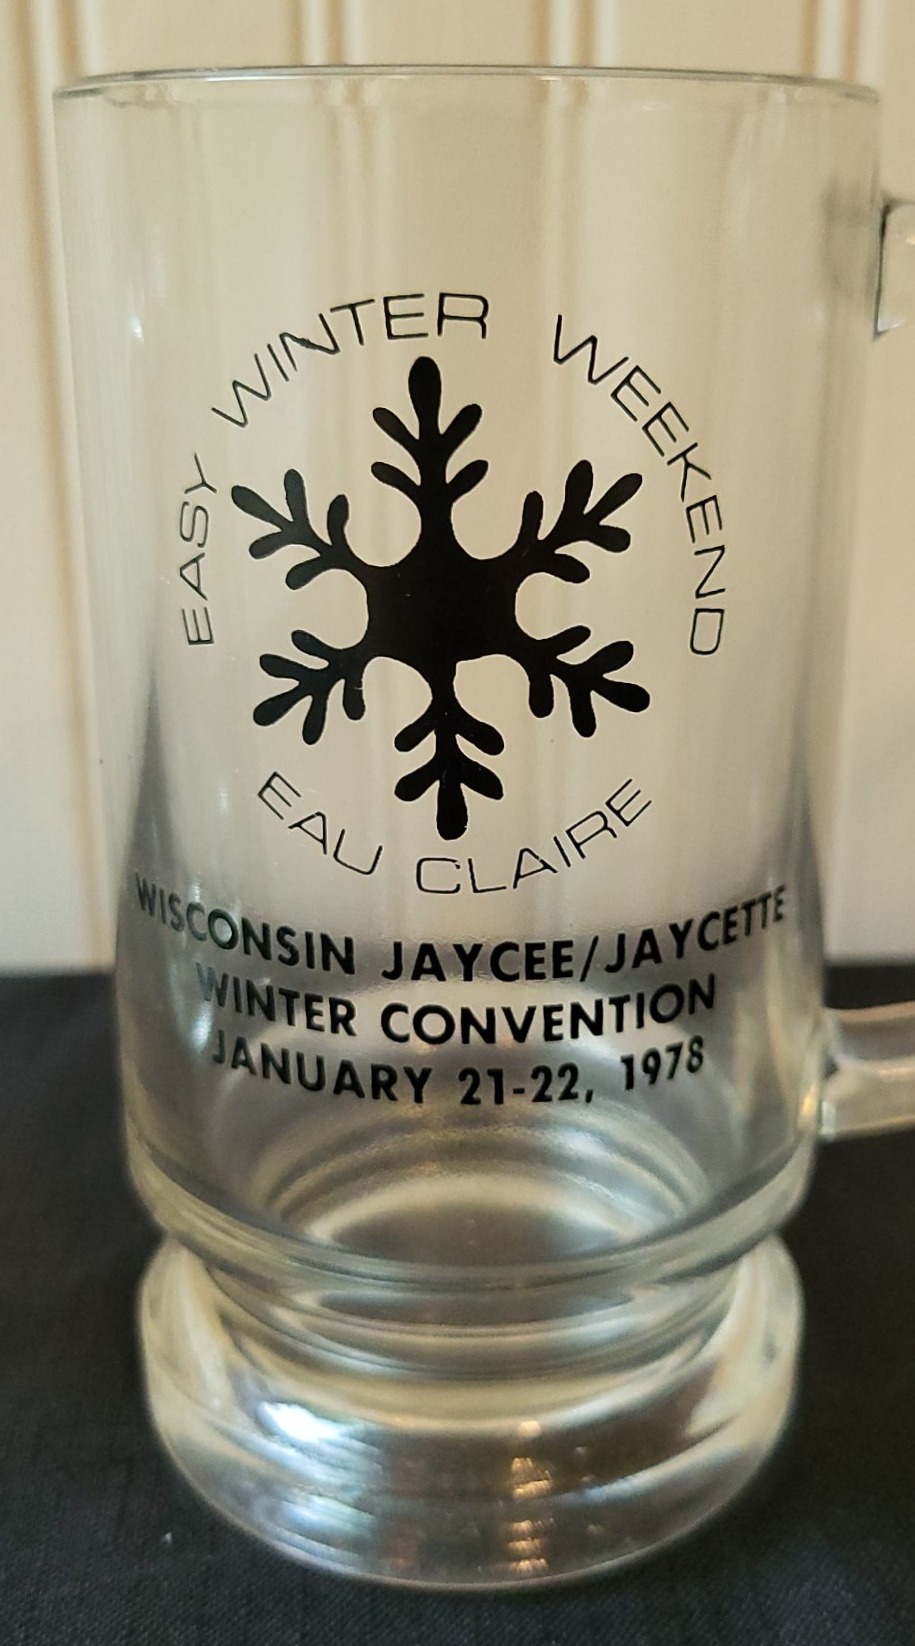 EASY WINTER WEEKEND
EAU CLAIRE
WISCONSIN JAYCEE/JAYCETTE
WINTER CONVENTION
JANUARY 21-22, 1978